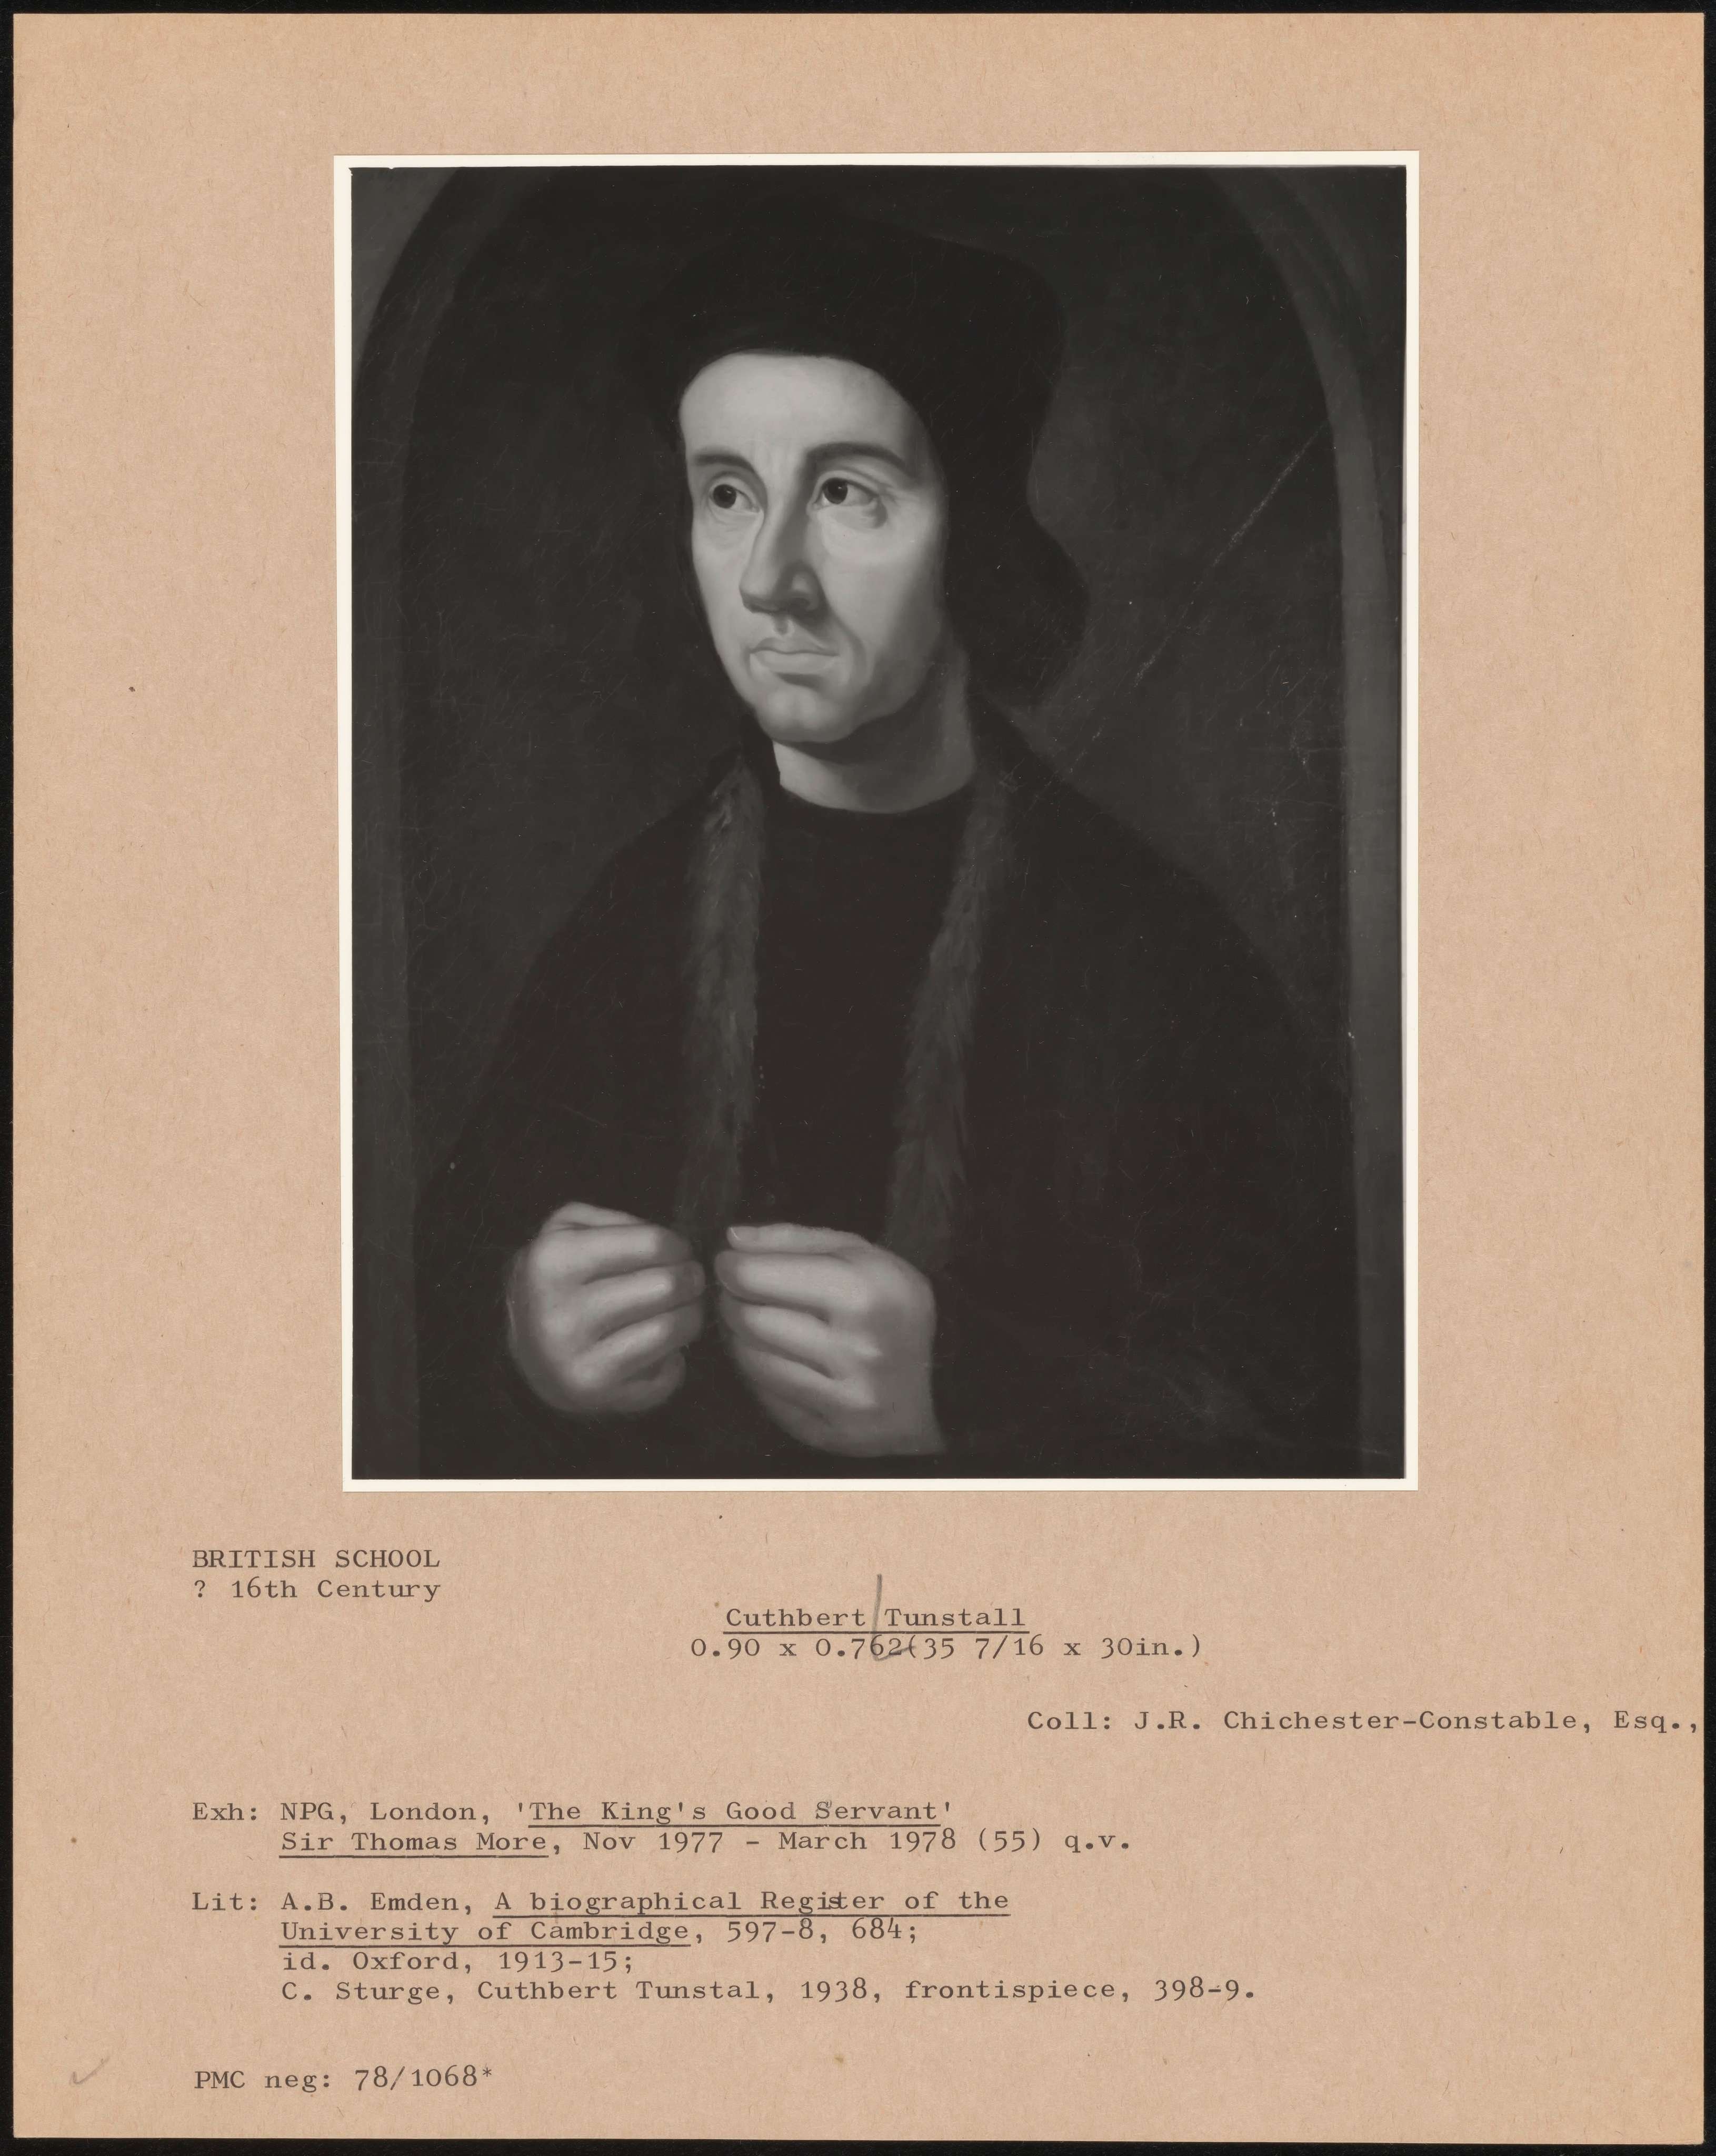 BRITISH SCHOOL
? 16th Century
Cuthbert Tunstall
0.90 x 0.762(35 7/16 x 30in.)
Coll: J.R. Chichester-Constable, Esq.,
Exh: NPG, London, 'The King's Good Servant'
Sir Thomas More, Nov 1977 - March 1978 (55) q.v.
Lit: A.B. Emden, A biographical Register of the
University of Cambridge, 597-8, 684;
id. Oxford, 1913-15;
C. Sturge, Cuthbert Tunstal, 1938, frontispiece, 398-9.
PMC neg: 78/1068*